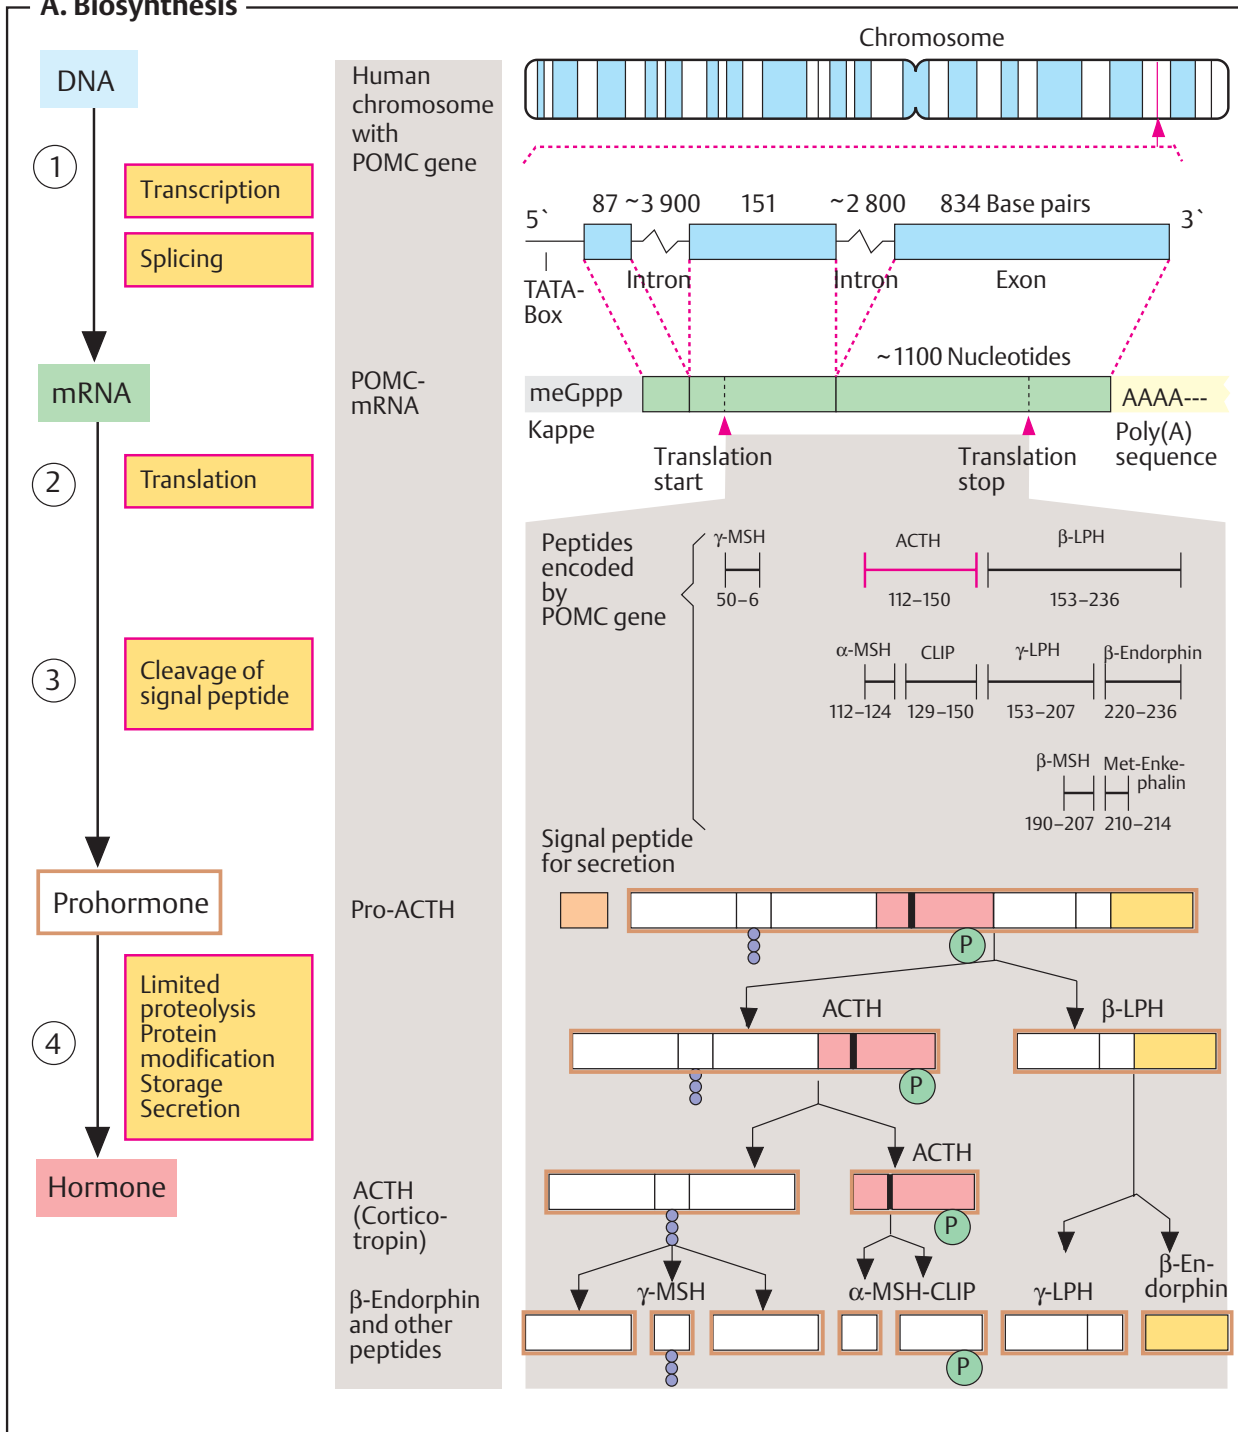 A. Biosynthesis
DNA
1
Transcription
Splicing
mRNA
2
Translation
3
Cleavage of
signal peptide
Prohormone
4
Limited
proteolysis
Protein
modification
Storage
Secretion
Hormone
Human
chromosome
with
POMC gene
POMC-
mRNA
Pro-ACTH
ACTH
(Cortico-
tropin)
β-Endorphin
and other
peptides
Chromosome
87 ~3 900 151 ~2 800 834 Base pairs
5` 3`
TATA-
Box
Intron Intron Exon
~1100 Nucleotides
meGppp AAAA---
Kappe
Poly(A)
sequence
Translation
start
Translation
stop
Peptides
encoded
by
POMC gene
γ-MSH ACTH β-LPH
50–6 112–150 153–236
α-MSH CLIP γ-LPH β-Endorphin
112–124 129–150 153–207 220–236
β-MSH Met-Enke-
phalin
190–207 210–214
Signal peptide
for secretion
P
ACTH β-LPH
P
ACTH
P
γ-MSH α-MSH-CLIP γ-LPH β-En-
dorphin
P